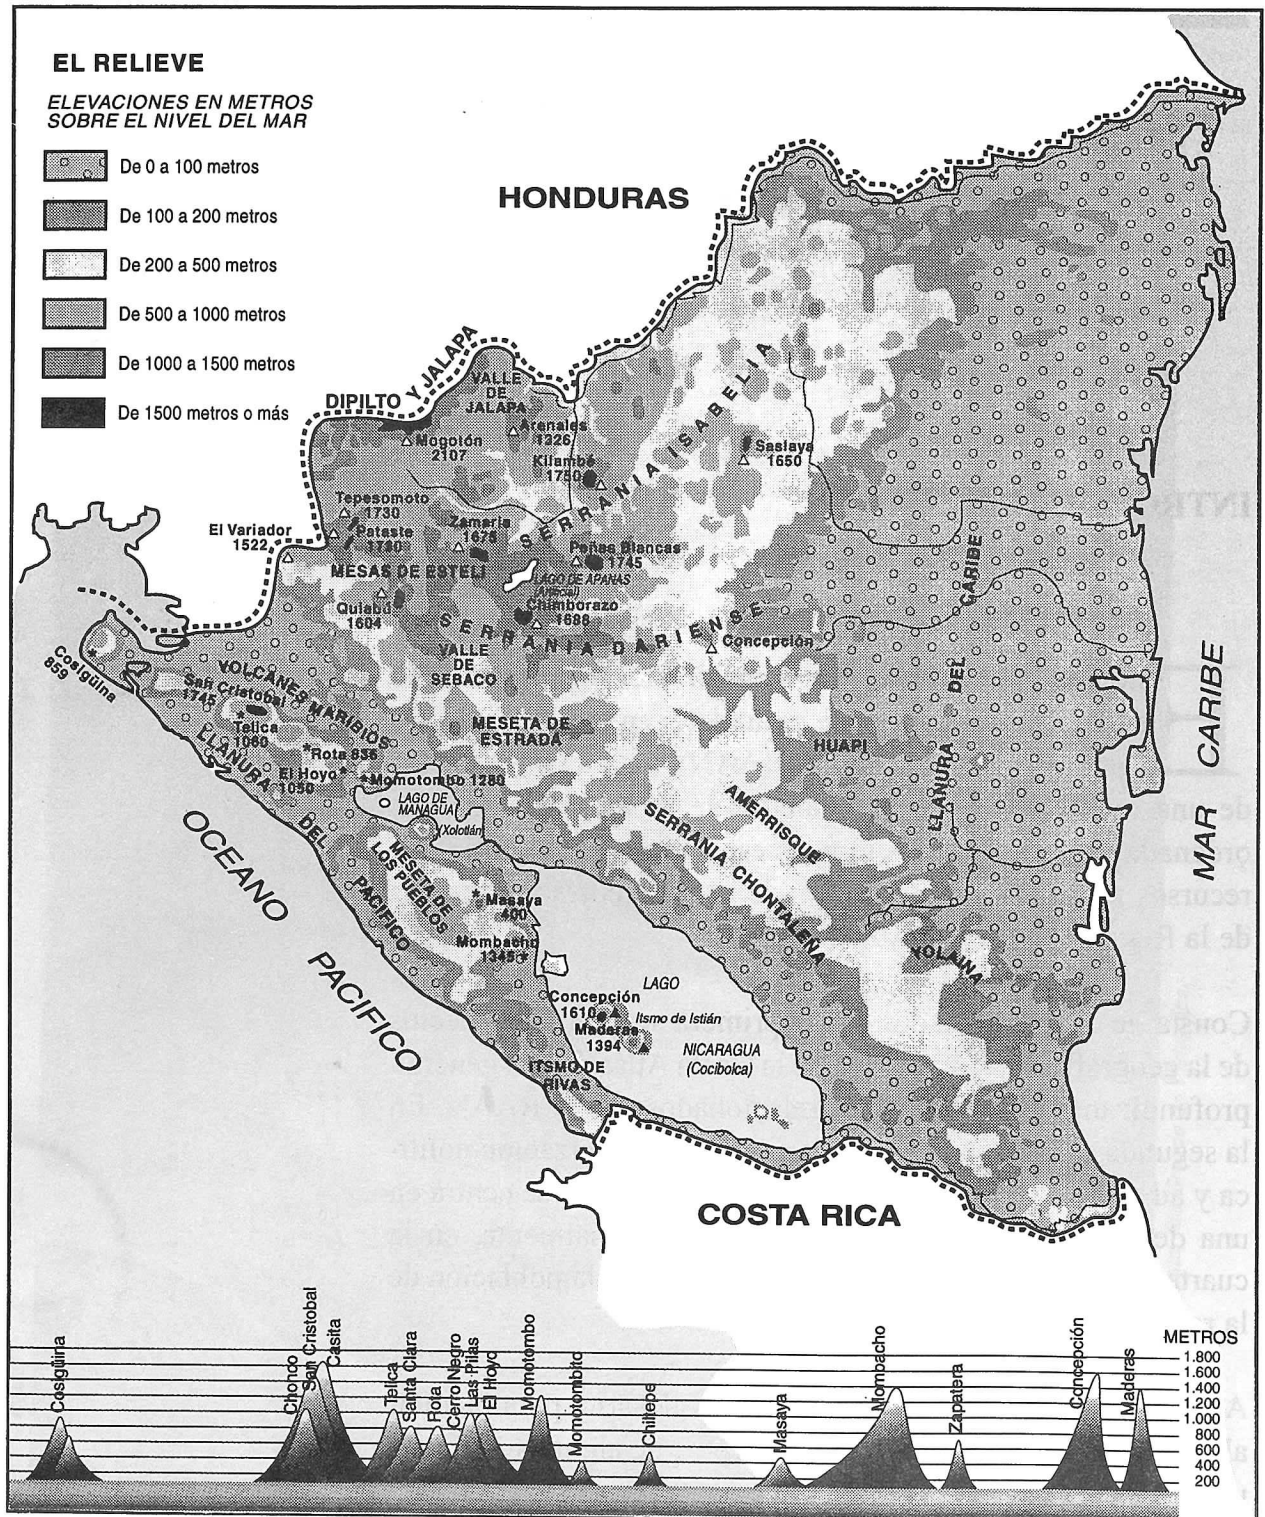 EL RELIEVE
ELEVACIONES EN METROS
SOBRE EL NIVEL DEL MAR
De 0 a 100 metros
De 100 a 200 metros
De 200 a 500 metros
De 500 a 1000 metros
De 1000 a 1500 metros
De 1500 metros o más
HONDURAS
DIPILTO Y JALAPA
VALLE
DE
JALAPA
Arenales
1326
Mogotón
2107
Kilambé
1750
SERRANIA ISABELIA
Saslaya
1650
Tepesomoto
1730
El Variador
1522
Pataste
1730
Zamaria
1675
Peñas Blancas
1745
MESAS DE ESTELI
LAGO DE APANAS
(Artificial)
Quiabú
1604
Chimborazo
1688
SERRANIA DARIENSE
VALLE
DE
SEBACO
Concepción
Cosigüina
859
VOLCANES MARIBIOS
San Cristobal
1745
Telica
1060
Rota 836
El Hoyo
1050
Momotombo 1280
MESETA DE
ESTRADA
HUAPI
LLANURA DEL CARIBE
MAR CARIBE
LLANURA DEL PACIFICO
LAGO DE
MANAGUA
(Xolotlán)
OCEANO PACIFICO
MESETA DE
LOS PUEBLOS
Masaya
400
Mombacho
1345
AMERRISQUE
SERRANIA CHONTALEÑA
YOLAINA
LAGO
Concepción
1610
Itsmo de Istián
Maderas
1394
NICARAGUA
(Cocibolca)
ITSMO DE
RIVAS
COSTA RICA
Cosigüina
Chonco
San Cristobal
Casita
Telica
Santa Clara
Rota
Cerro Negro
Las Pilas
El Hoyo
Momotombo
Momotombito
Chiltepe
Masaya
Mombacho
Zapatera
Concepción
Maderas
METROS
1.800
1.600
1.400
1.200
1.000
800
600
400
200